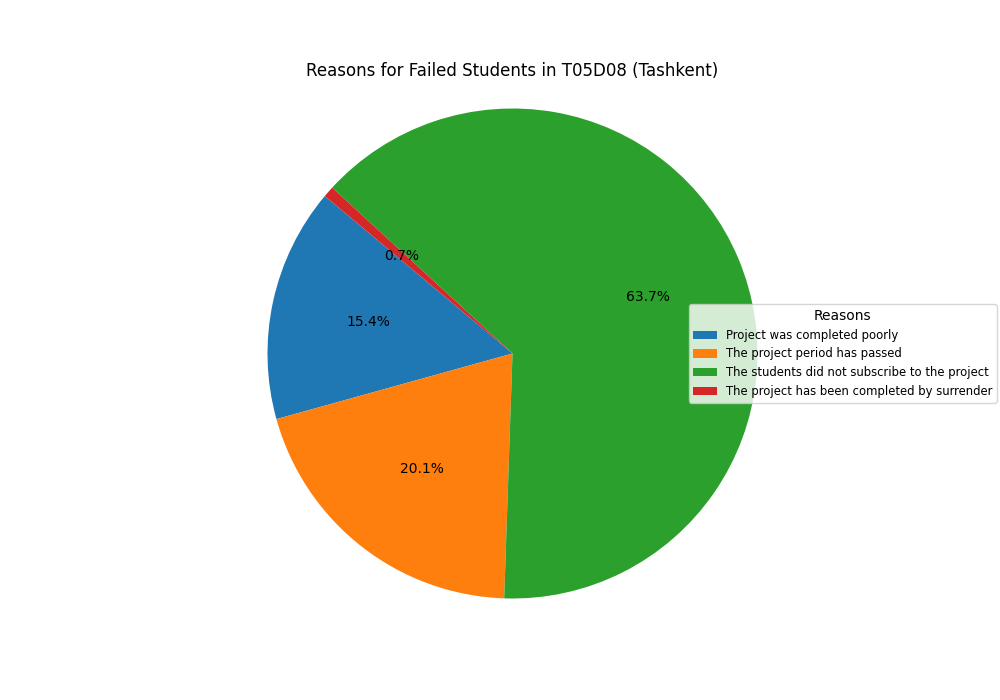 Reasons for Failed Students in T05D08 (Tashkent)
0.7%
63.7%
15.4%
20.1%
Reasons
Project was completed poorly
The project period has passed
The students did not subscribe to the project
The project has been completed by surrender